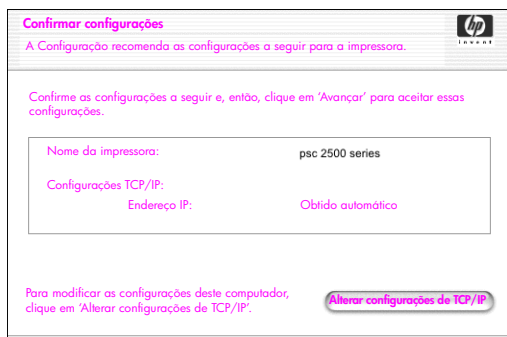 Confirmar configurações
A Configuração recomenda as configurações a seguir para a impressora.
hp
invent
Confirme as configurações a seguir e, então, clique em ‘Avançar’ para aceitar essas
configurações.
Nome da impressora: psc 2500 series
Configurações TCP/IP:
Endereço IP: Obtido automático
Para modificar as configurações deste computador,
clique em ‘Alterar configurações de TCP/IP’.
Alterar configurações de TCP/IP